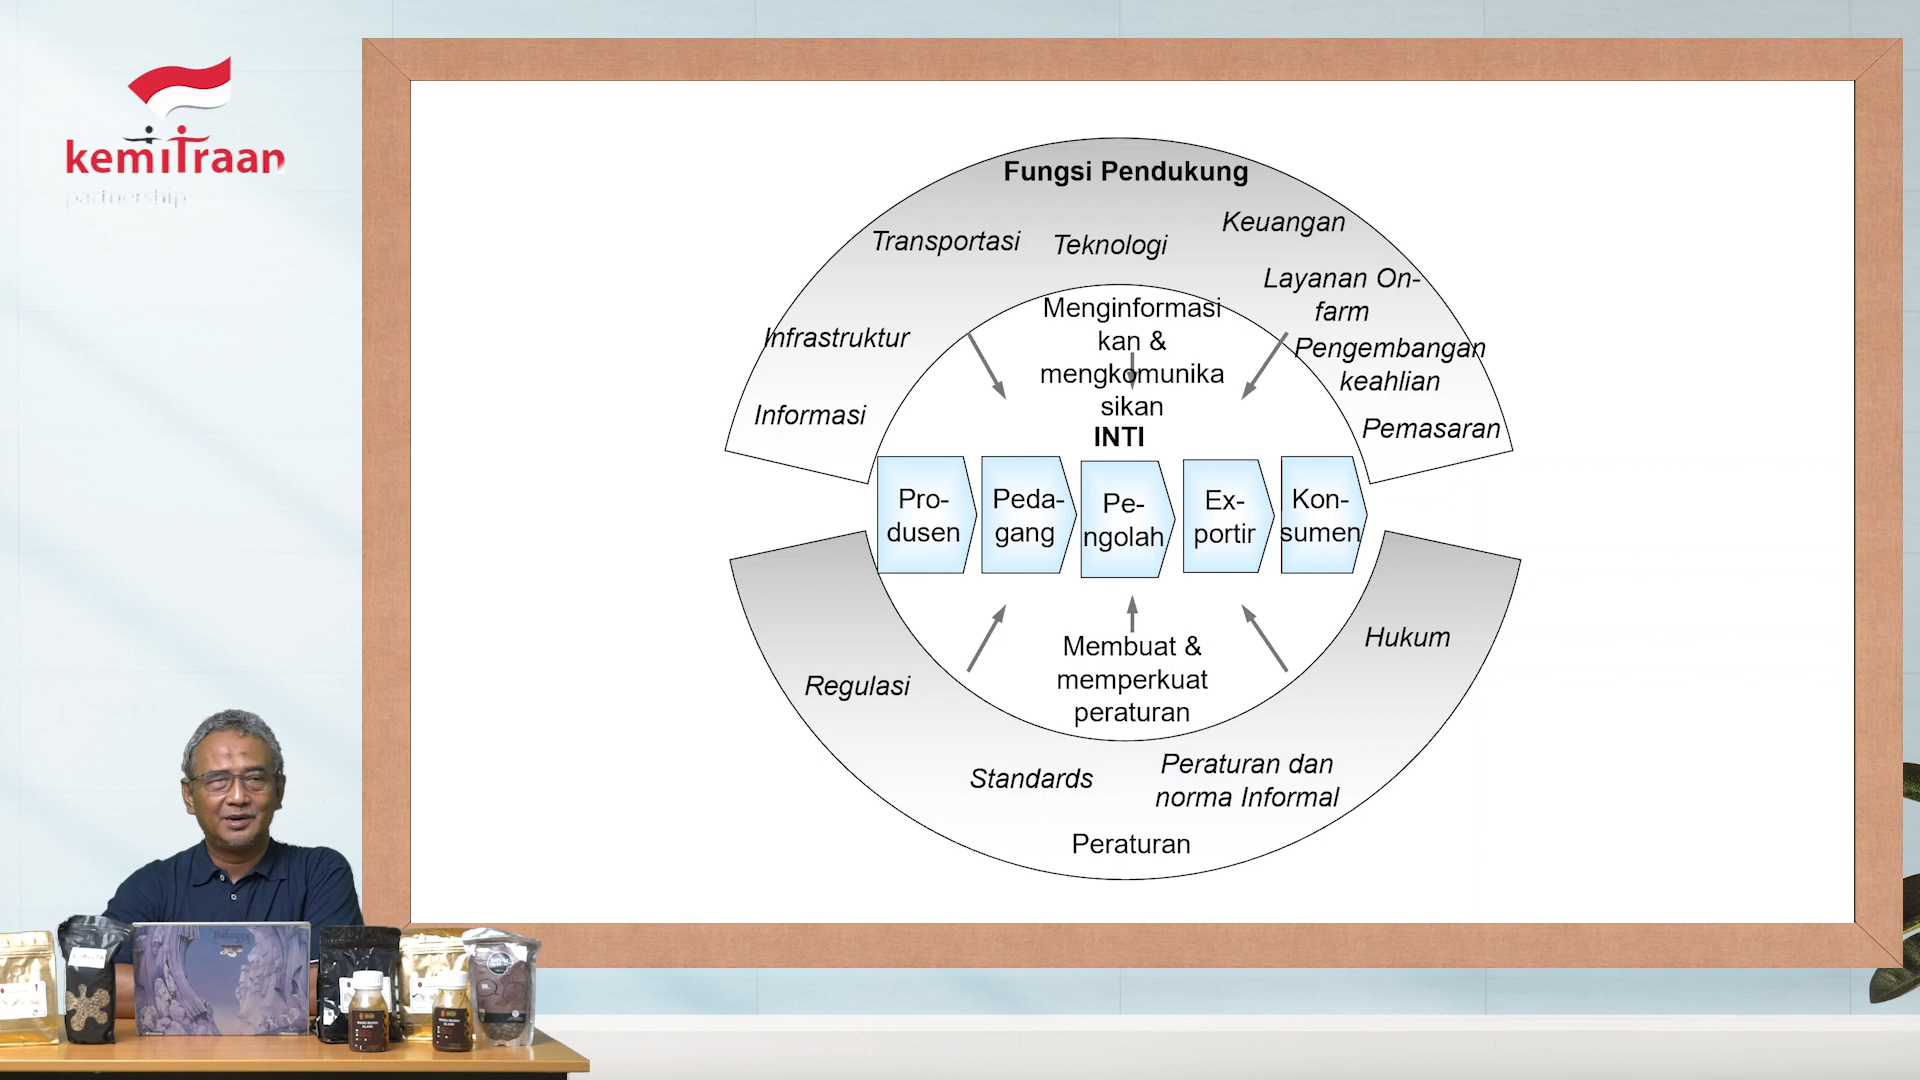 kemitraan
partnership
Fungsi Pendukung
Keuangan
Transportasi
Teknologi
Layanan On-
farm
Infrastruktur
Pengembangan
keahlian
Informasi
Pemasaran
Menginformasi
kan &
mengkomunika
sikan
INTI
Pro-
dusen
Peda-
gang
Pe-
ngolah
Ex-
portir
Kon-
sumen
Membuat &
memperkuat
peraturan
Regulasi
Hukum
Standards
Peraturan dan
norma Informal
Peraturan